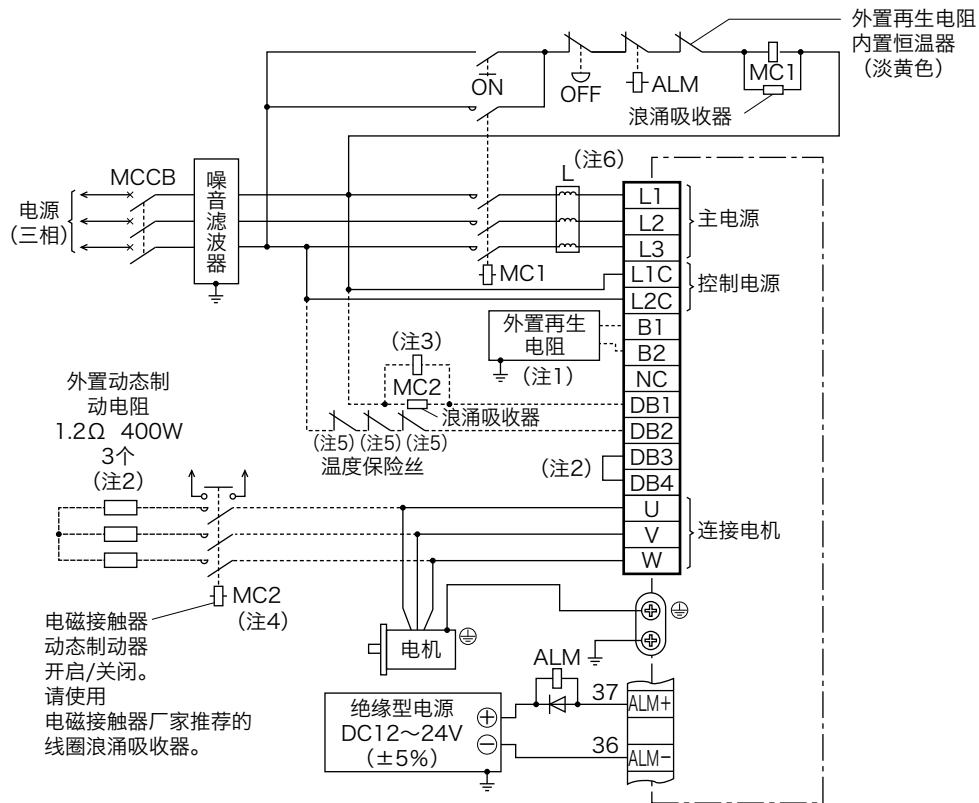 外置再生电阻
内置恒温器
（淡黄色）
ON
OFF
ALM
MC1
浪涌吸收器
MCCB
电源
（三相）
噪音滤波器
L
（注6）
MC1
L1
L2
L3
L1C
L2C
B1
B2
NC
DB1
DB2
DB3
DB4
U
V
W
主电源
控制电源
连接电机
外置再生
电阻
（注1）
（注3）
MC2
浪涌吸收器
（注5）（注5）（注5）
温度保险丝
（注2）
外置动态制
动电阻
1.2Ω 400W
3个
（注2）
MC2
（注4）
电磁接触器
动态制动器
开启/关闭。
请使用
电磁接触器厂家推荐的
线圈浪涌吸收器。
电机
ALM
绝缘型电源
DC12～24V
（±5%）
37
ALM+
36
ALM−